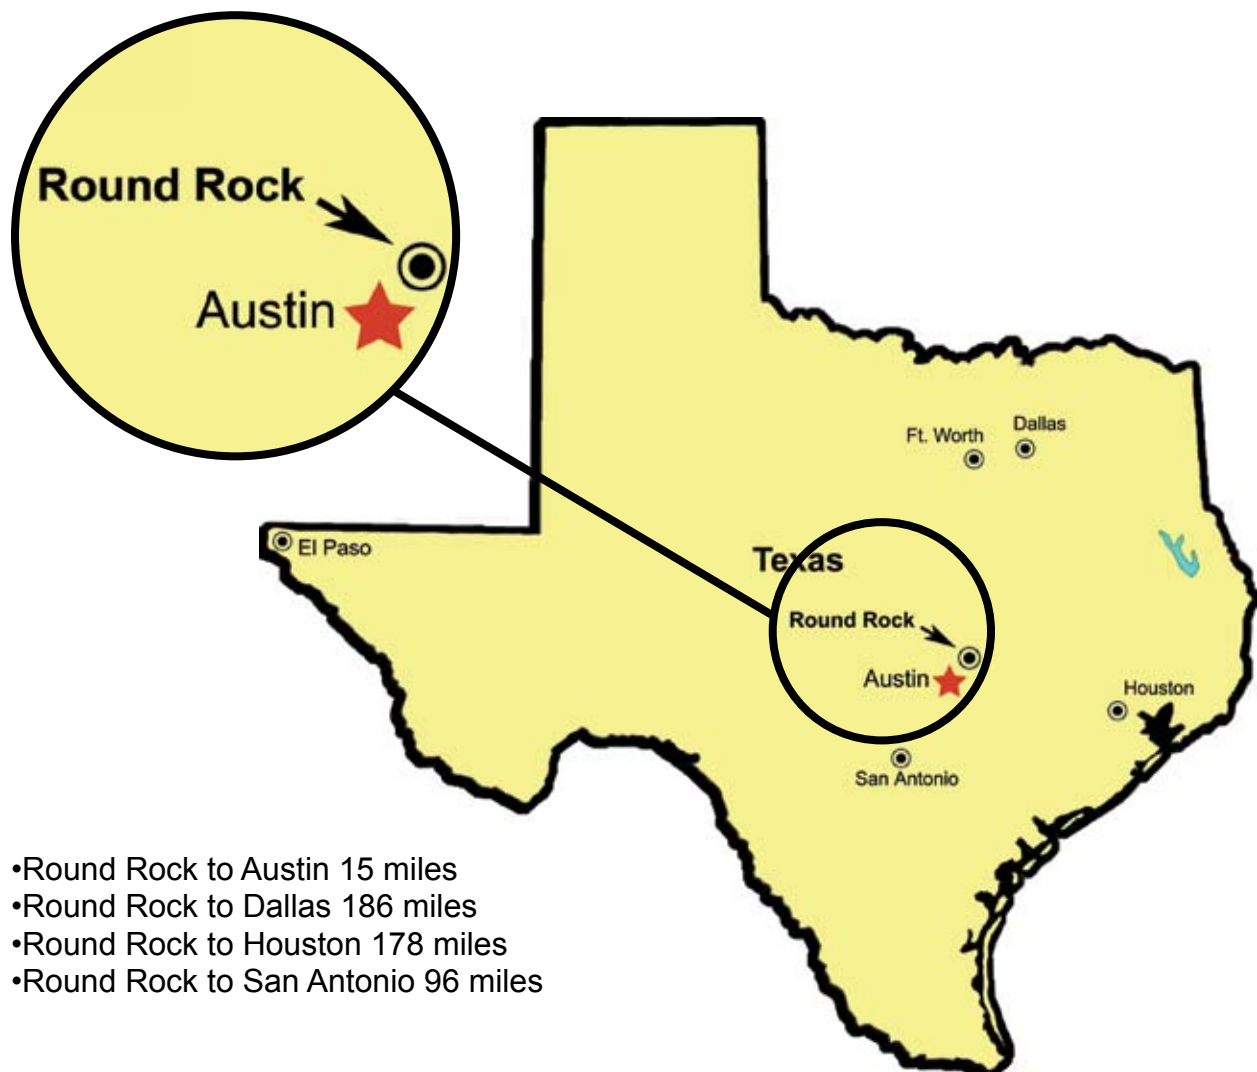 Round Rock
Austin
Ft. Worth
Dallas
El Paso
Texas
Round Rock
Austin
Houston
San Antonio
•Round Rock to Austin 15 miles
•Round Rock to Dallas 186 miles
•Round Rock to Houston 178 miles
•Round Rock to San Antonio 96 miles